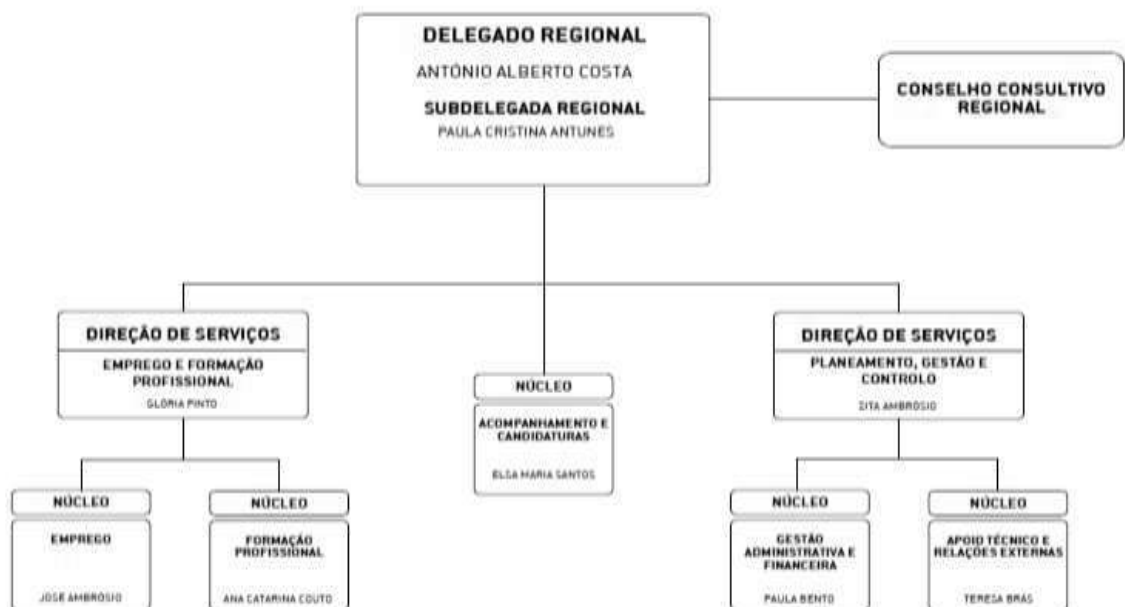 DELEGADO REGIONAL
ANTÓNIO ALBERTO COSTA
SUBDELEGADA REGIONAL
PAULA CRISTINA ANTUNES
CONSELHO CONSULTIVO
REGIONAL
DIREÇÃO DE SERVIÇOS
EMPREGO E FORMAÇÃO
PROFISSIONAL
GLÓRIA PINTO
NÚCLEO
ACOMPANHAMENTO E
CANDIDATURAS
ELSA MARIA SANTOS
DIREÇÃO DE SERVIÇOS
PLANEAMENTO, GESTÃO E
CONTROLO
ZITA AMBRÓSIO
NÚCLEO
EMPREGO
JOSÉ AMBRÓSIO
NÚCLEO
FORMAÇÃO
PROFISSIONAL
ANA CATARINA COUTO
NÚCLEO
GESTÃO
ADMINISTRATIVA E
FINANCEIRA
PAULA BENTO
NÚCLEO
APOIO TÉCNICO E
RELAÇÕES EXTERNAS
TERESA BRÁS